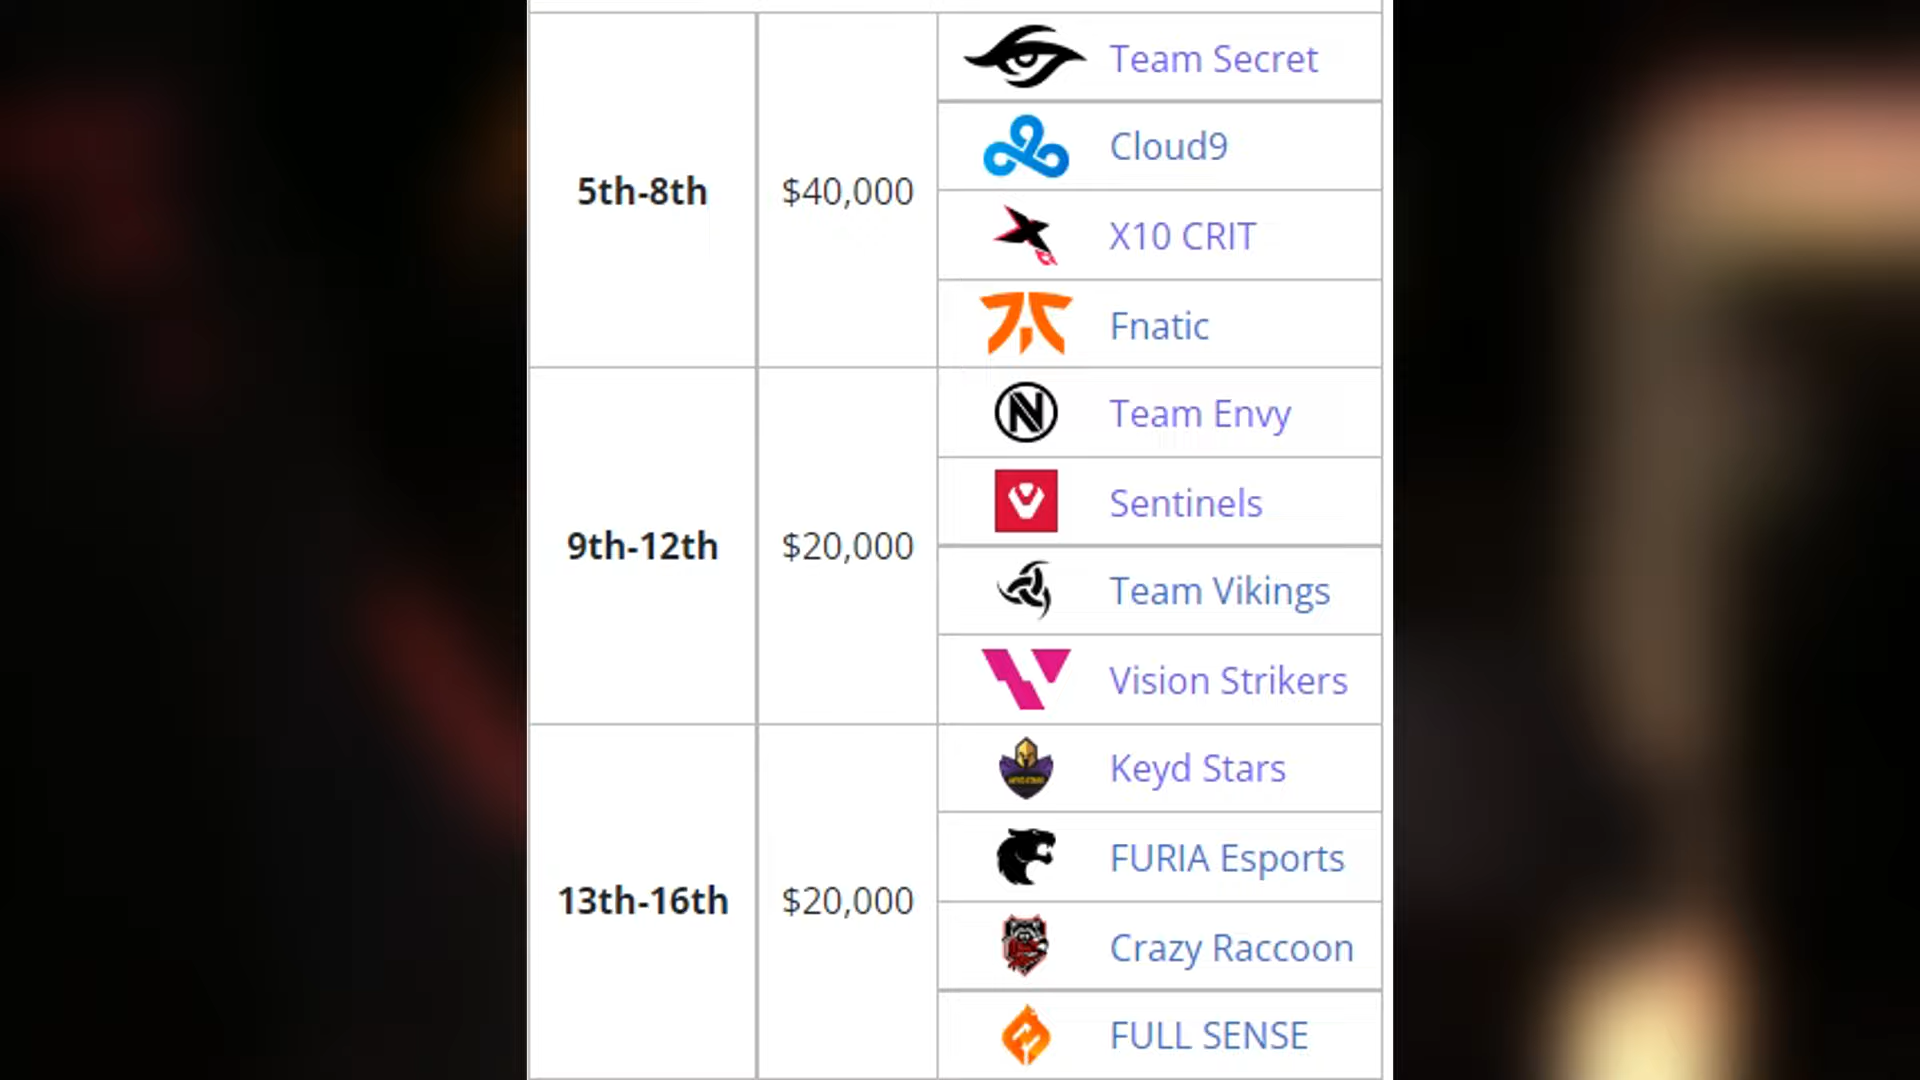 5th-8th $40,000 Team Secret
Cloud9
X10 CRIT
Fnatic
9th-12th $20,000 Team Envy
Sentinels
Team Vikings
Vision Strikers
13th-16th $20,000 Keyd Stars
FURIA Esports
Crazy Raccoon
FULL SENSE